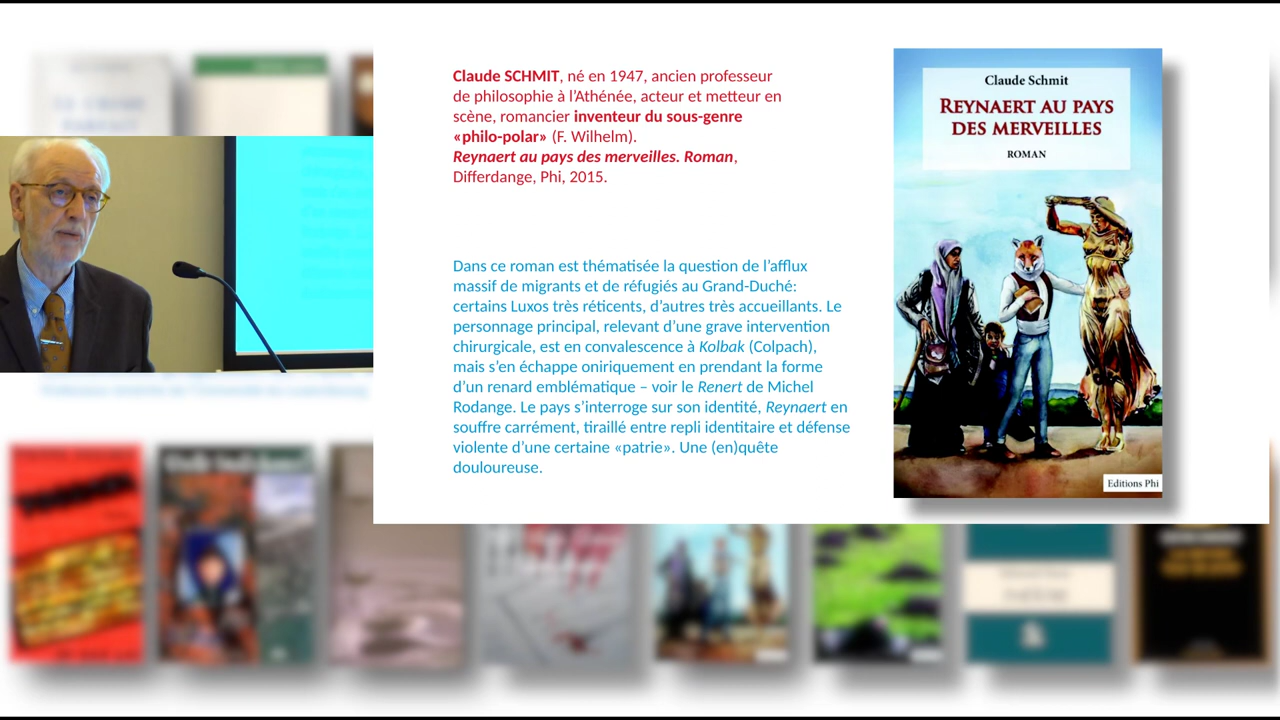 Claude SCHMIT, né en 1947, ancien professeur
de philosophie à l'Athénée, acteur et metteur en
scène, romancier inventeur du sous-genre
«philo-polar» (F. Wilhelm).
Reynaert au pays des merveilles. Roman,
Differdange, Phi, 2015.
Dans ce roman est thématisée la question de l'afflux
massif de migrants et de réfugiés au Grand-Duché:
certains Luxos très réticents, d'autres très accueillants. Le
personnage principal, relevant d'une grave intervention
chirurgicale, est en convalescence à Kolbak (Colpach),
mais s'en échappe oniriquement en prenant la forme
d'un renard emblématique – voir le Renert de Michel
Rodange. Le pays s'interroge sur son identité, Reynaert en
souffre carrément, tiraillé entre repli identitaire et défense
violente d'une certaine «patrie». Une (en)quête
douloureuse.
Claude Schmit
REYNAERT AU PAYS
DES MERVEILLES
ROMAN
Editions Phi